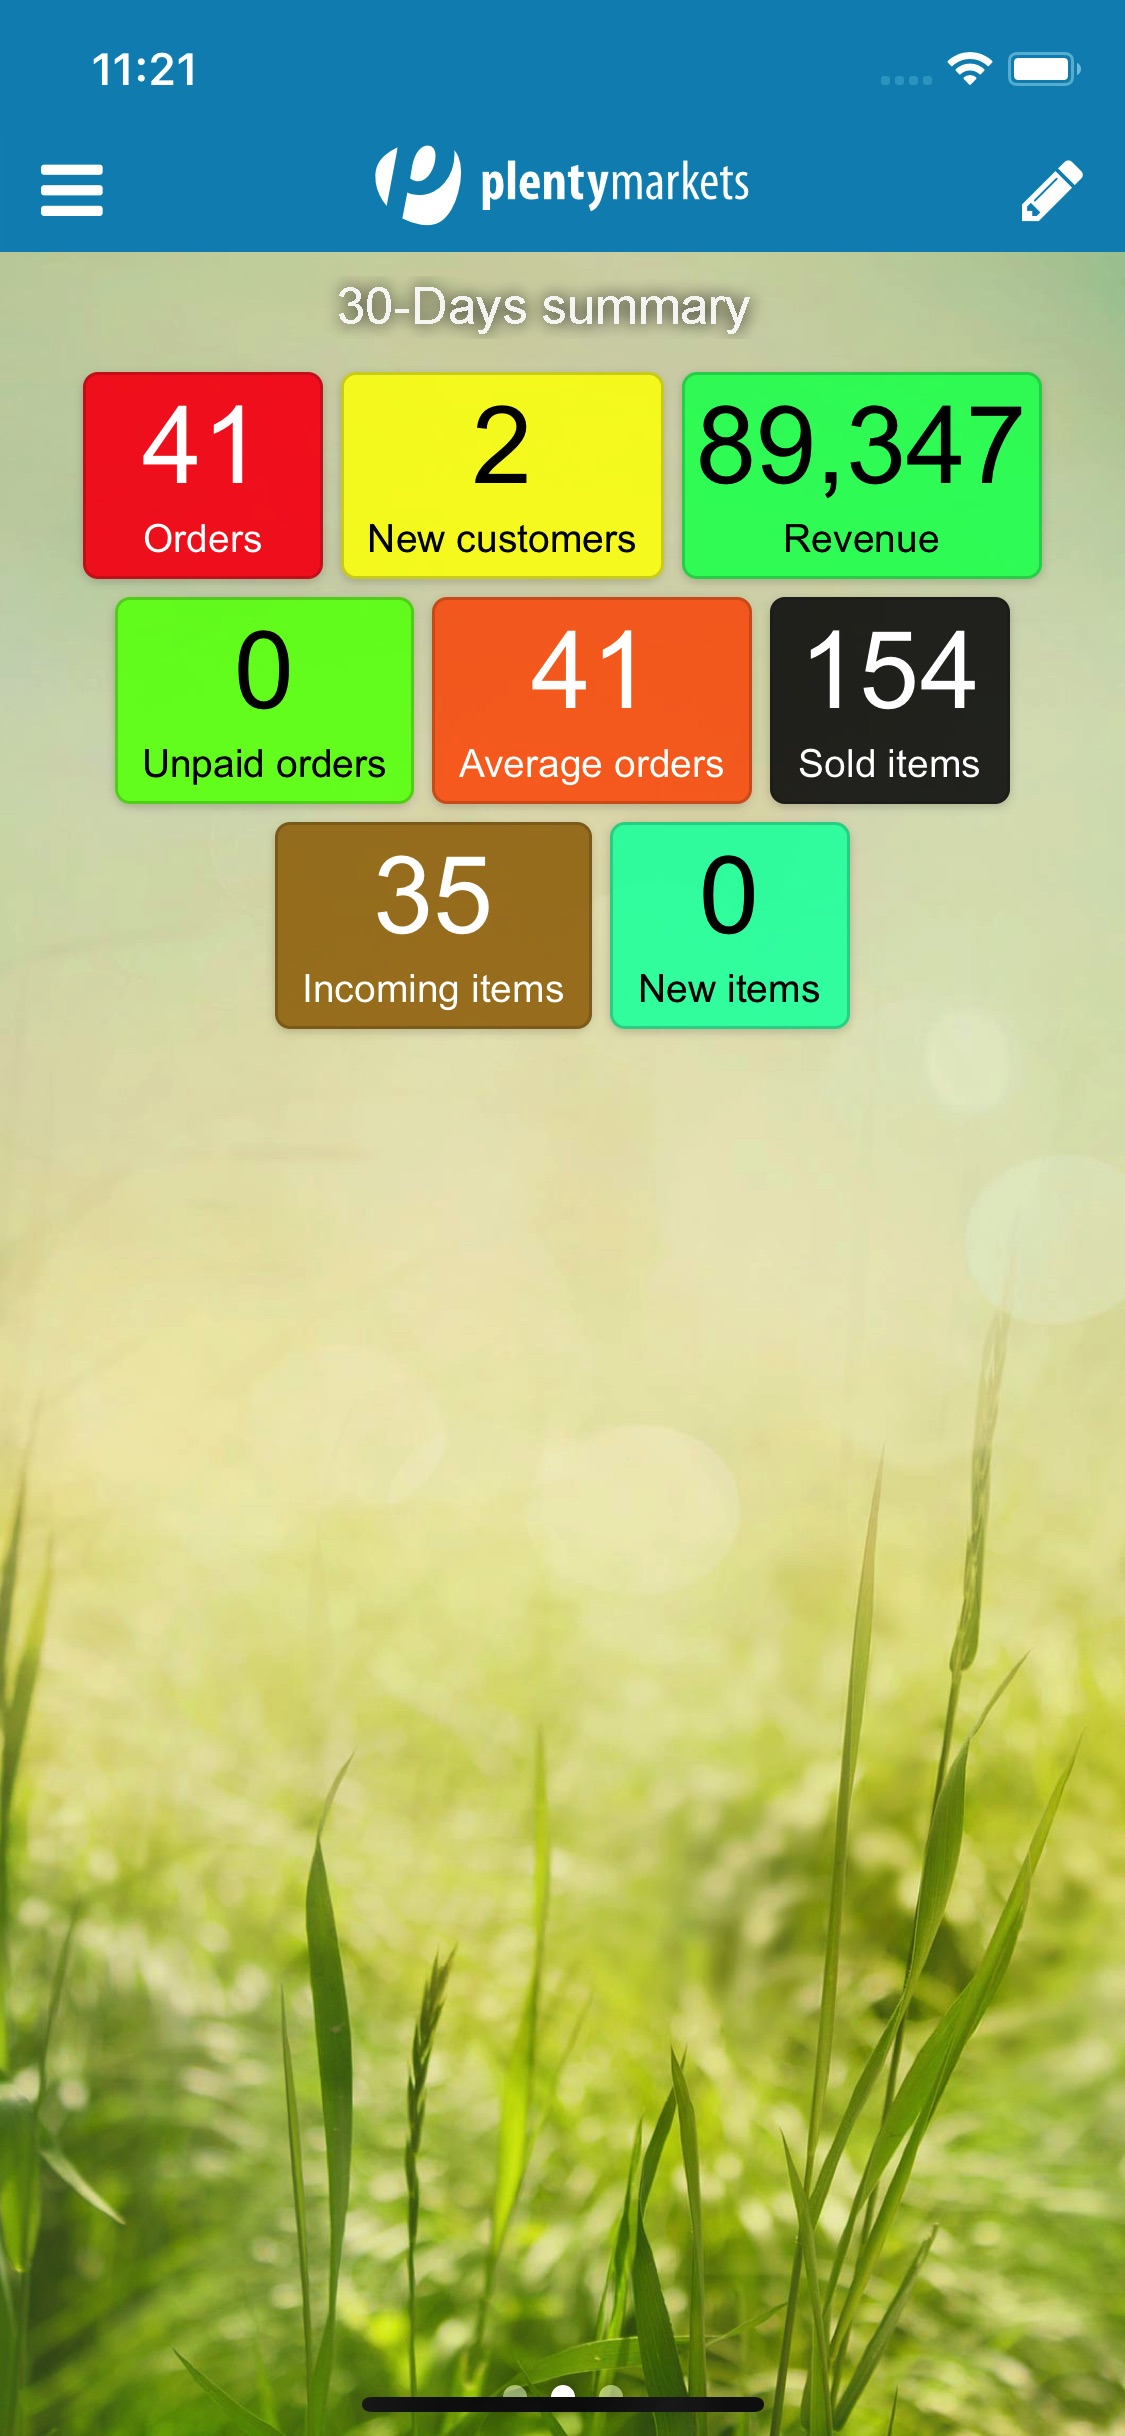 11:21
plentymarkets
30-Days summary
41
Orders
2
New customers
89,347
Revenue
0
Unpaid orders
41
Average orders
154
Sold items
35
Incoming items
0
New items